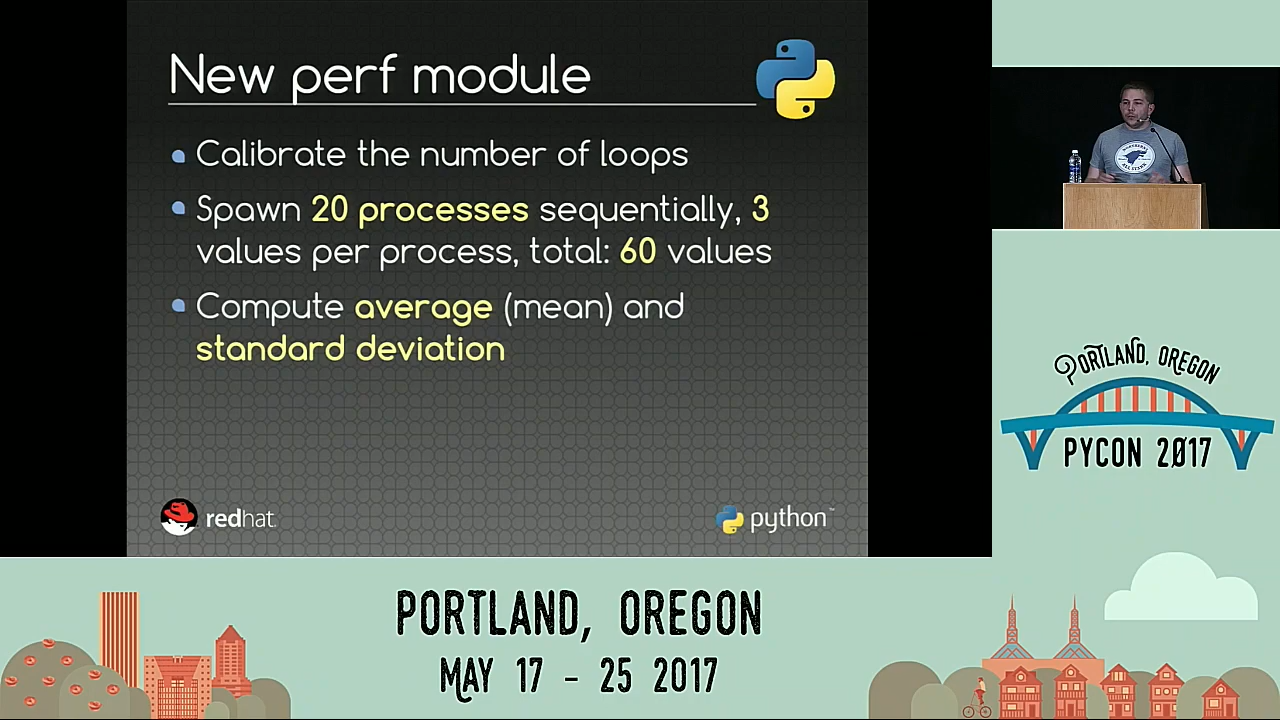 New perf module
Calibrate the number of loops
Spawn 20 processes sequentially, 3
values per process, total: 60 values
Compute average (mean) and
standard deviation
redhat.
python™
PORTLAND, OREGON
PYCON 2017
PORTLAND, OREGON
MAY 17 - 25 2017